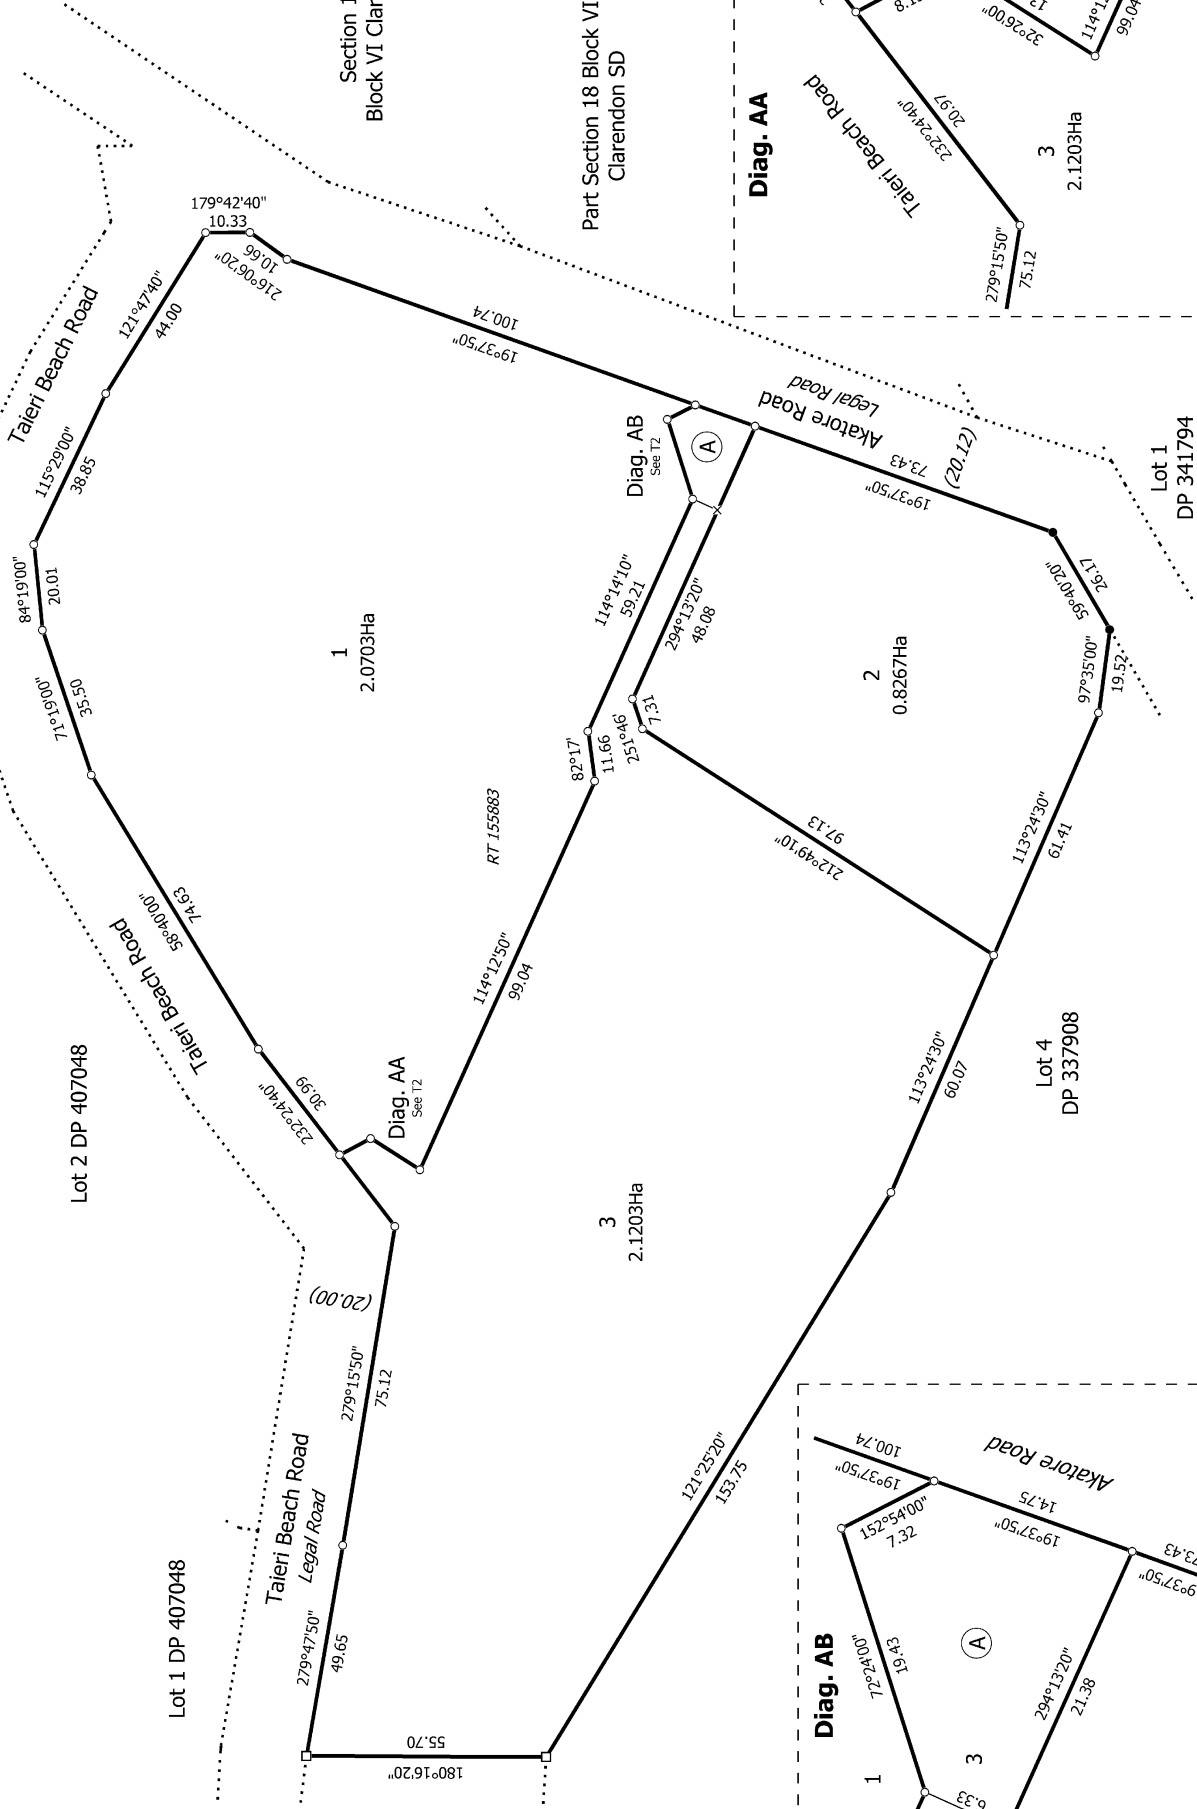 Section 1
Block VI Clar
Part Section 18 Block VI
Clarendon SD
Diag. AA
Taieri Beach Road
232°24'40"
20.97
32°26'00"
114°1
99.04
3
2.1203Ha
279°15'50"
75.12
179°42'40"
10.33
10.66
216°06'20"
Taieri Beach Road
121°47'40"
44.00
115°29'00"
38.85
84°19'00"
20.01
71°19'00"
35.50
100.74
19°37'50"
Akatore Road
Legal Road
Diag. AB
See T2
A
73.43
19°37'50"
(20.12)
Lot 1
DP 341794
59°40'20"
26.17
97°35'00"
19.52
1
2.0703Ha
114°14'10"
59.21
294°13'20"
48.08
2
0.8267Ha
82°17'
11.66
251°46'
7.31
RT 155883
97.13
212°49'10"
113°24'30"
61.41
58°40'00"
74.63
Taieri Beach Road
114°12'50"
99.04
Lot 2 DP 407048
232°24'40"
30.99
Diag. AA
See T2
113°24'30"
60.07
Lot 4
DP 337908
3
2.1203Ha
(20.00)
279°15'50"
75.12
Taieri Beach Road
Legal Road
121°25'20"
153.75
Lot 1 DP 407048
279°47'50"
49.65
55.70
180°16'20"
Diag. AB
100.74
19°37'50"
Akatore Road
152°54'00"
7.32
14.75
19°37'50"
73.43
9°37'50"
72°24'00"
19.43
A
294°13'20"
21.38
1
3
6.33